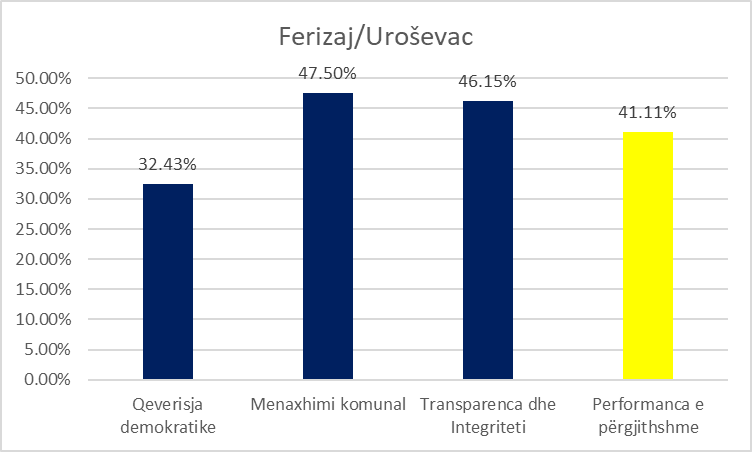 Ferizaj/Uroševac
50.00%
45.00%
40.00%
35.00%
30.00%
25.00%
20.00%
15.00%
10.00%
5.00%
0.00%
32.43%
47.50%
46.15%
41.11%
Qeverisja
demokratike
Menaxhimi komunal
Transparenca dhe
Integriteti
Performanca e
përgjithshme